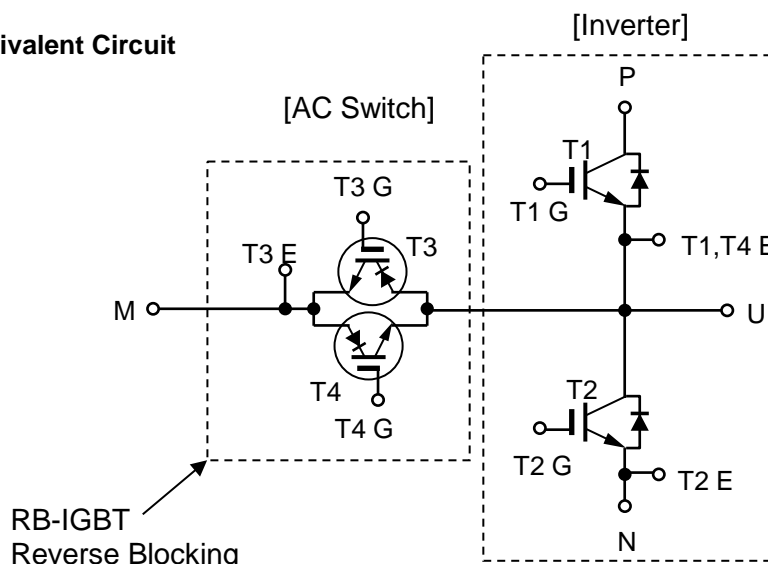 [Inverter]
ivalent Circuit
P
[AC Switch]
T1
T3 G
T1 G
T3 E
T3
T1,T4 E
M
U
T4
T2
T4 G
T2 G
T2 E
RB-IGBT
N
Reverse Blocking